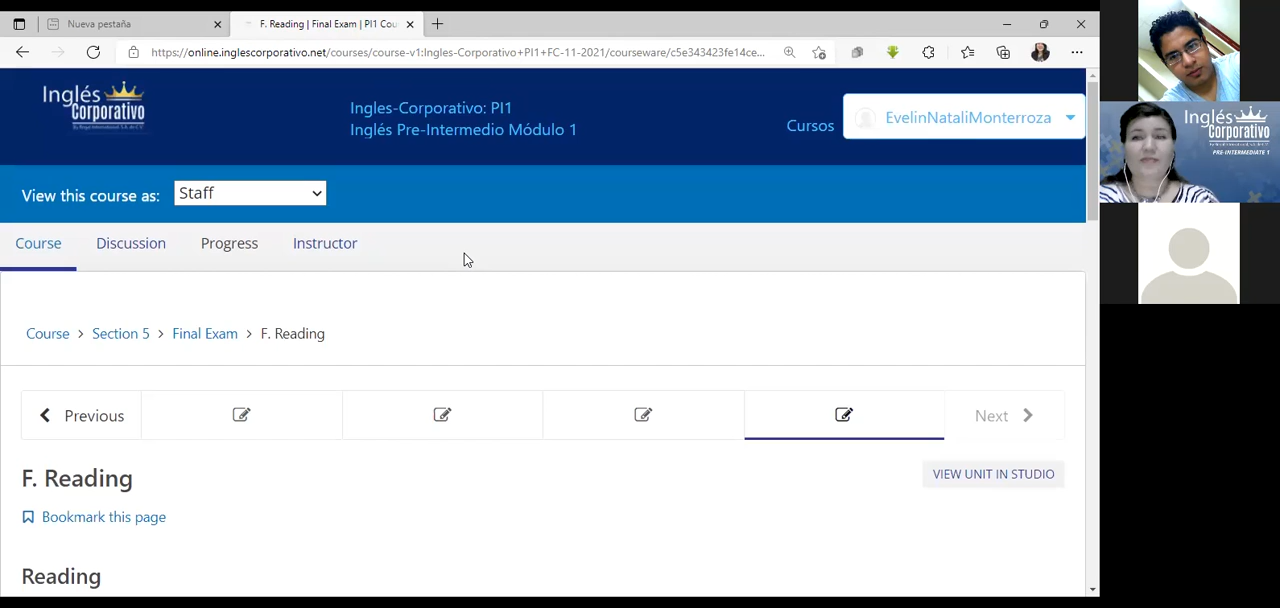 Nueva pestaña
F. Reading | Final Exam | PI1 Cou
https://online.inglescorporativo.net/courses/course-v1:Ingles-Corporativo+PI1+FC-11-2021/courseware/c5e343423fe14ce...
Inglés
Corporativo
Ingles-Corporativo: PI1
Inglés Pre-Intermedio Módulo 1
Cursos
EvelinNataliMonterroza
View this course as:
Staff
Course
Discussion
Progress
Instructor
Course > Section 5 > Final Exam > F. Reading
Previous
Next
F. Reading
VIEW UNIT IN STUDIO
Bookmark this page
Reading
Inglés
Corporativo
PRE-INTERMEDIATE 1